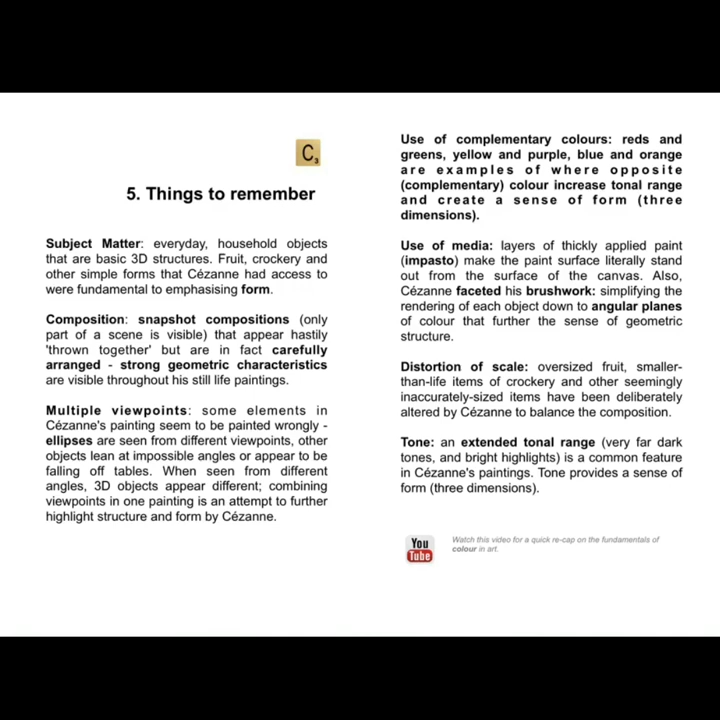 C3
5. Things to remember
Subject Matter: everyday, household objects
that are basic 3D structures. Fruit, crockery and
other simple forms that Cézanne had access to
were fundamental to emphasising form.
Composition: snapshot compositions (only
part of a scene is visible) that appear hastily
'thrown together' but are in fact carefully
arranged - strong geometric characteristics
are visible throughout his still life paintings.
Multiple viewpoints: some elements in
Cézanne's painting seem to be painted wrongly -
ellipses are seen from different viewpoints, other
objects lean at impossible angles or appear to be
falling off tables. When seen from different
angles, 3D objects appear different; combining
viewpoints in one painting is an attempt to further
highlight structure and form by Cézanne.
Use of complementary colours: reds and
greens, yellow and purple, blue and orange
are examples of where opposite
(complementary) colour increase tonal range
and create a sense of form (three
dimensions).
Use of media: layers of thickly applied paint
(impasto) make the paint surface literally stand
out from the surface of the canvas. Also,
Cézanne faceted his brushwork: simplifying the
rendering of each object down to angular planes
of colour that further the sense of geometric
structure.
Distortion of scale: oversized fruit, smaller-
than-life items of crockery and other seemingly
inaccurately-sized items have been deliberately
altered by Cézanne to balance the composition.
Tone: an extended tonal range (very far dark
tones, and bright highlights) is a common feature
in Cézanne's paintings. Tone provides a sense of
form (three dimensions).
You
Tube
Watch this video for a quick re-cap on the fundamentals of
colour in art.